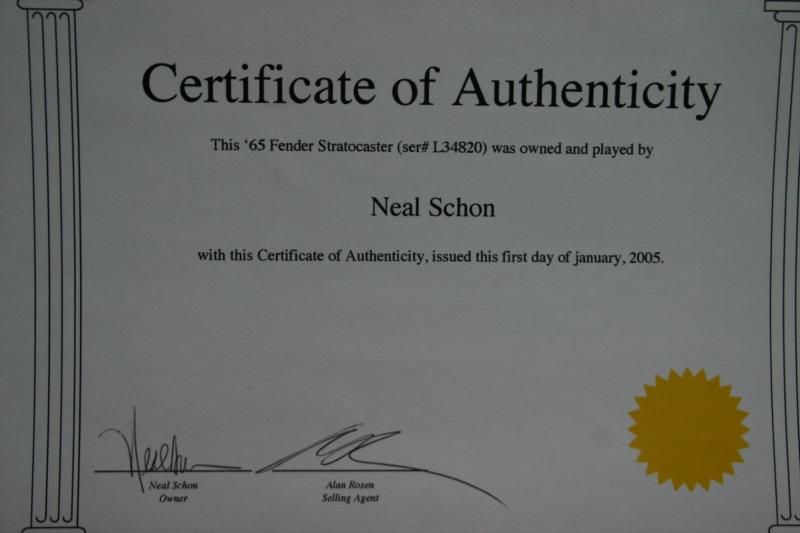 Certificate of Authenticity
This ‘65 Fender Stratocaster (ser# L34820) was owned and played by
Neal Schon
with this Certificate of Authenticity, issued this first day of january, 2005.
Neal Schon
Owner
Alan Rosen
Selling Agent